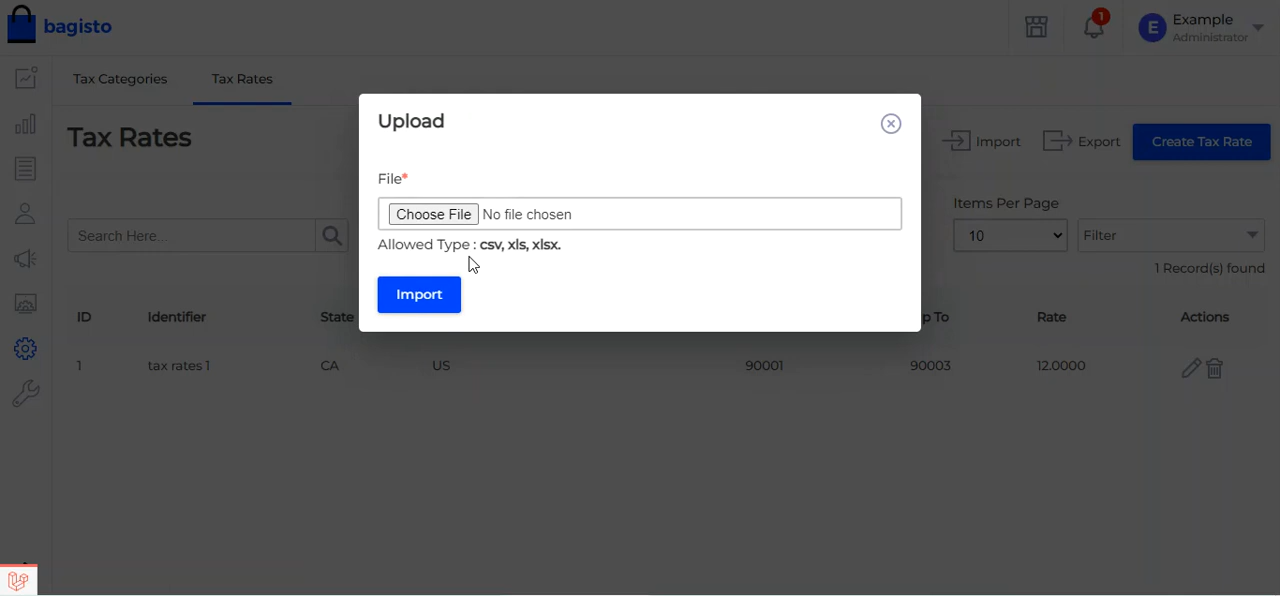 bagisto
1
E
Example
Administrator
Tax Categories
Tax Rates
Tax Rates
Import
Export
Create Tax Rate
Upload
File*
Choose File No file chosen
Allowed Type : csv, xls, xlsx.
Import
Search Here...
Items Per Page
10
Filter
1 Record(s) found
ID Identifier State p To Rate Actions
1 tax rates 1 CA US 90001 90003 12.0000